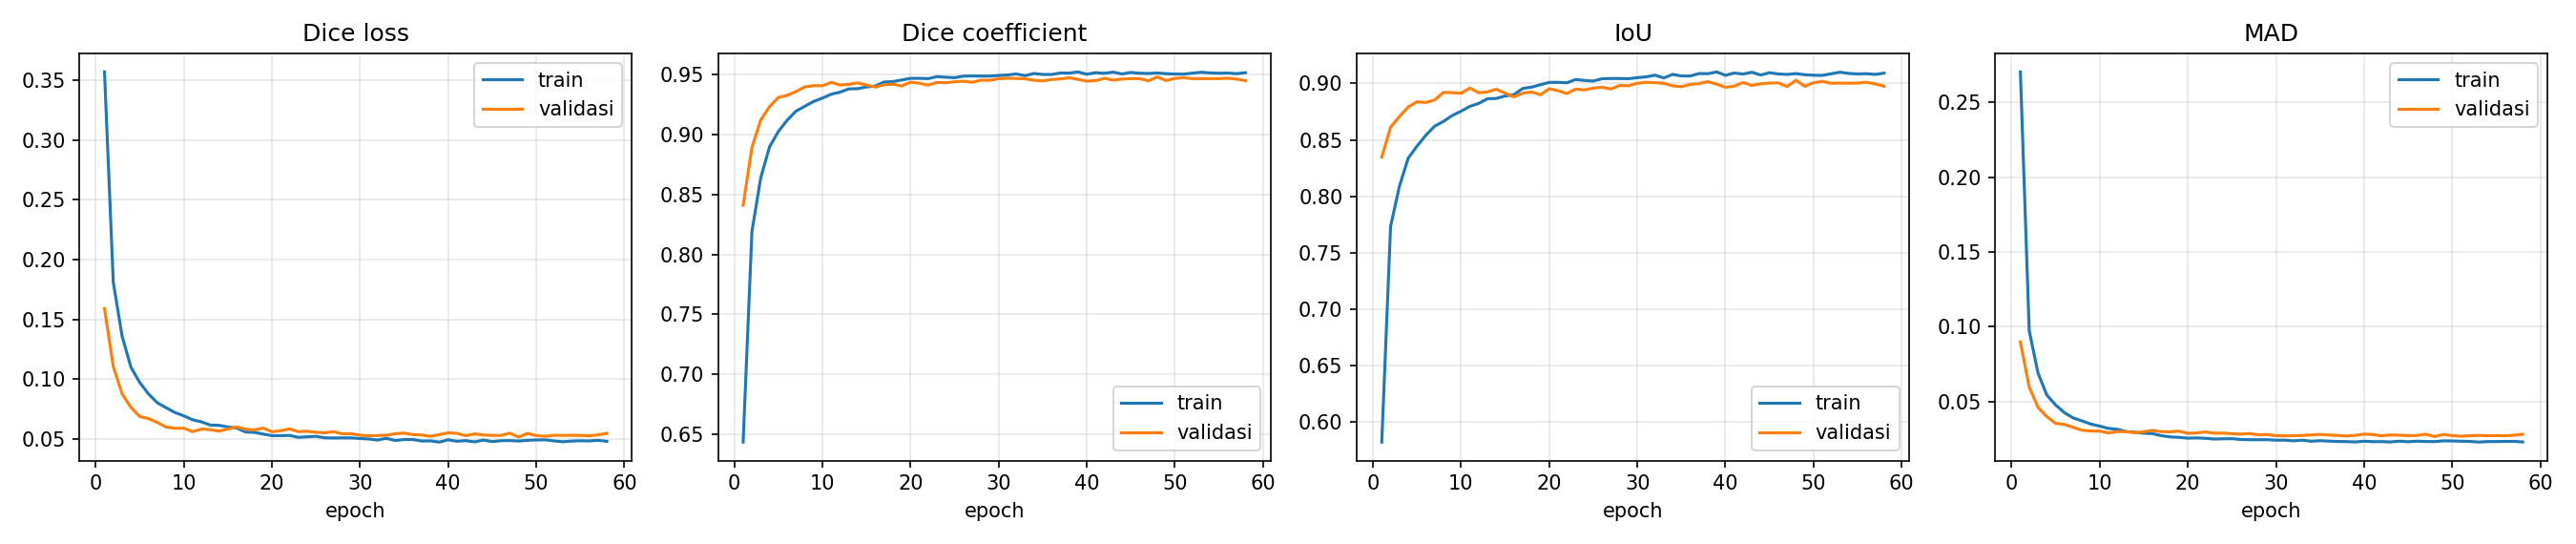 Dice loss
0.35
0.30
0.25
0.20
0.15
0.10
0.05
train
validasi
0 10 20 30 40 50 60
epoch
Dice coefficient
0.95
0.90
0.85
0.80
0.75
0.70
0.65
train
validasi
0 10 20 30 40 50 60
epoch
IoU
0.90
0.85
0.80
0.75
0.70
0.65
0.60
train
validasi
0 10 20 30 40 50 60
epoch
MAD
0.25
0.20
0.15
0.10
0.05
train
validasi
0 10 20 30 40 50 60
epoch